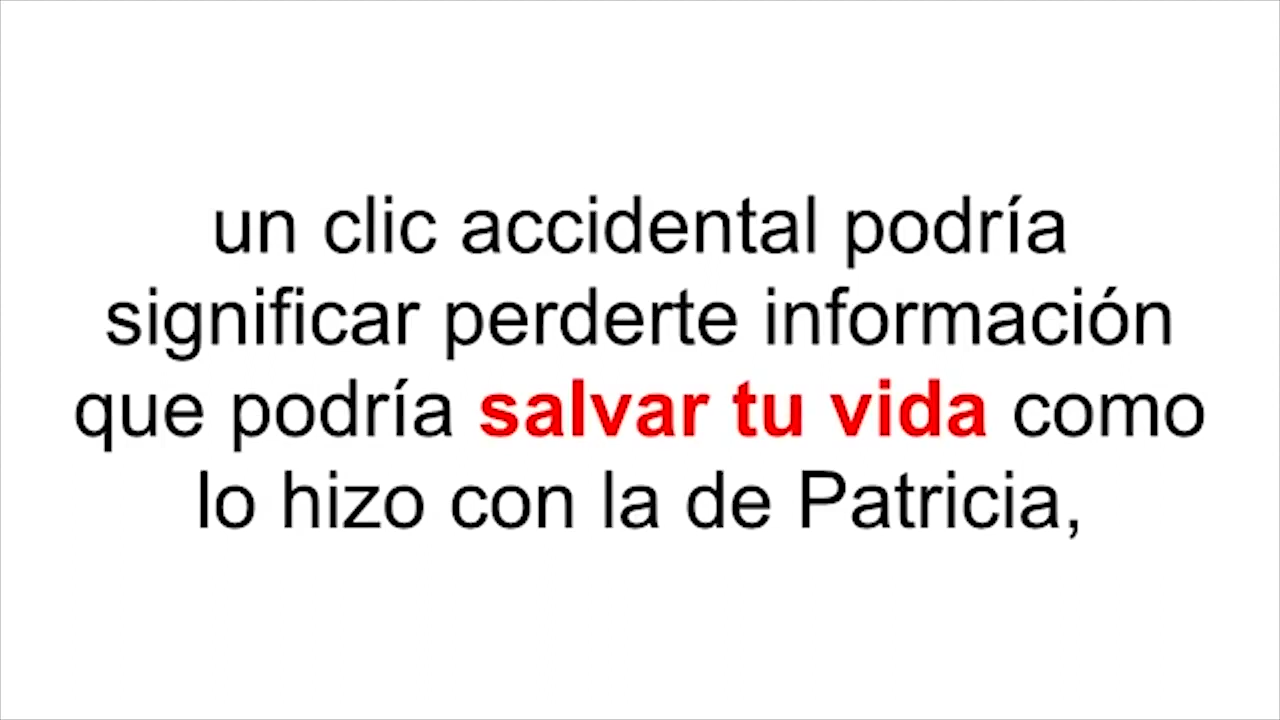 un clic accidental podría
significar perderte información
que podría salvar tu vida como
lo hizo con la de Patricia,